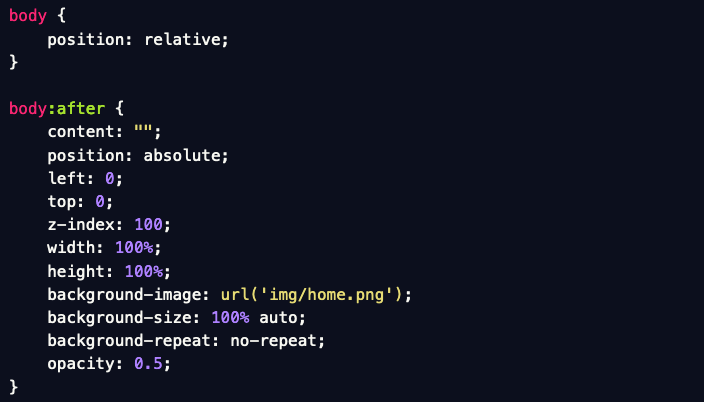 body {
    position: relative;
}

body:after {
    content: "";
    position: absolute;
    left: 0;
    top: 0;
    z-index: 100;
    width: 100%;
    height: 100%;
    background-image: url('img/home.png');
    background-size: 100% auto;
    background-repeat: no-repeat;
    opacity: 0.5;
}